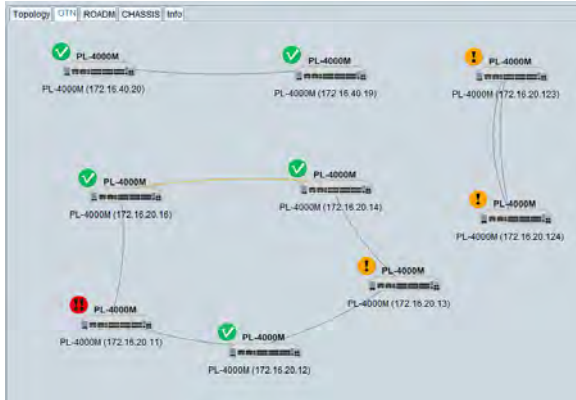 Topology OTN ROADM CHASSIS Info
PL-4000M
PL-4000M (172.16.40.20)
PL-4000M
PL-4000M (172.16.40.19)
PL-4000M
PL-4000M (172.16.20.123)
PL-4000M
PL-4000M (172.16.20.16)
PL-4000M
PL-4000M (172.16.20.14)
PL-4000M
PL-4000M (172.16.20.124)
PL-4000M
PL-4000M (172.16.20.13)
PL-4000M
PL-4000M (172.16.20.11)
PL-4000M
PL-4000M (172.16.20.12)